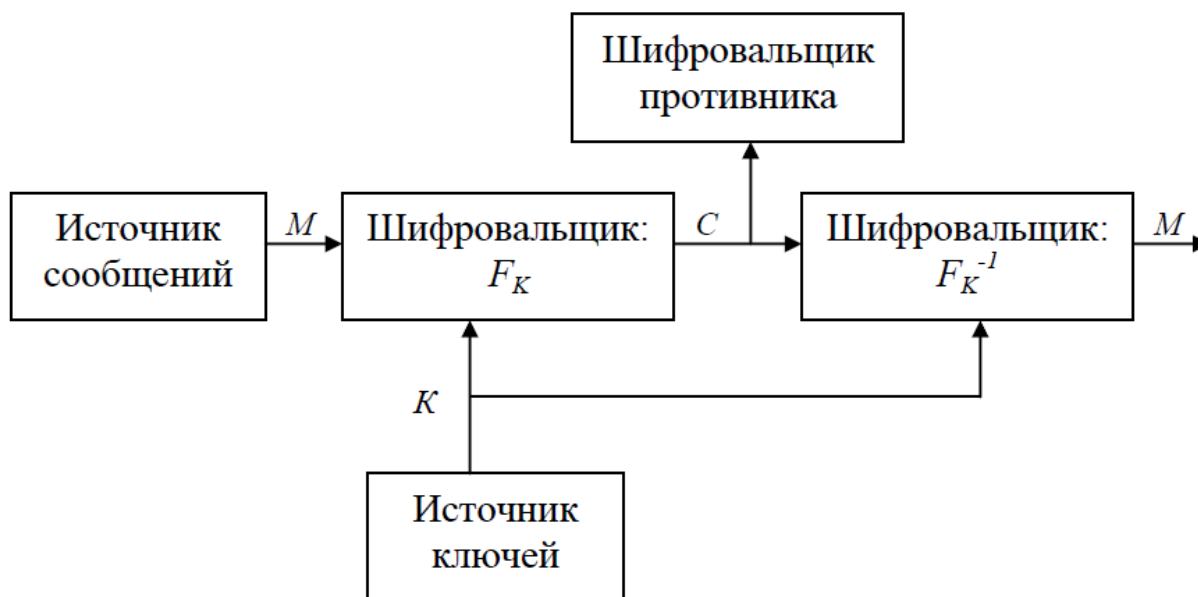 Шифровальщик
противника
Источник
сообщений
M
Шифровальщик:
F_K
C
Шифровальщик:
F_K^{-1}
M
K
Источник
ключей